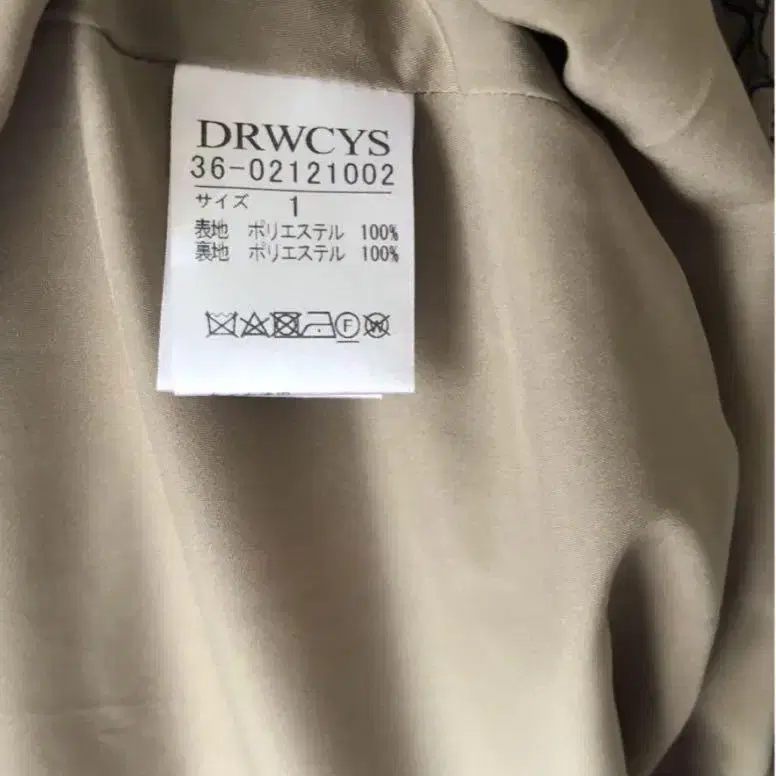 DRWCYS
36-02121002
サイズ 1
表地 ポリエステル 100%
裏地 ポリエステル 100%
F W